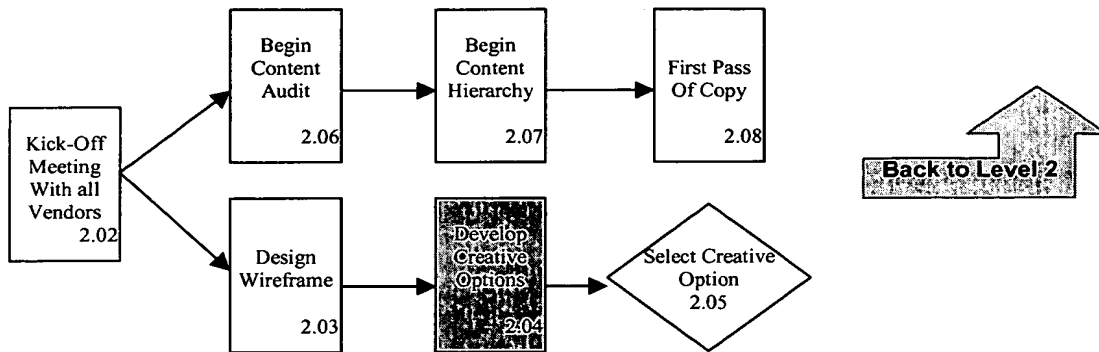 Kick-Off
Meeting
With all
Vendors
2.02
Begin
Content
Audit
2.06
Begin
Content
Hierarchy
2.07
First Pass
Of Copy
2.08
Design
Wireframe
2.03
Develop
Creative
Options
2.04
Select Creative
Option
2.05
Back to Level 2